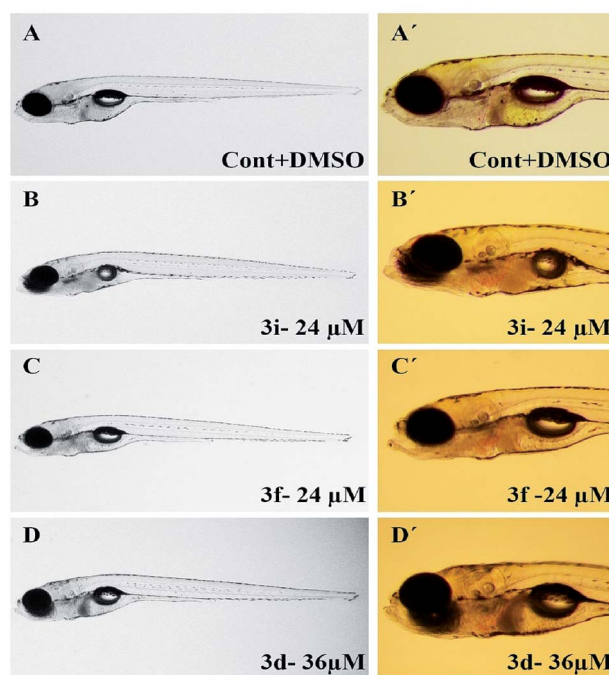 A
Cont+DMSO
A´
Cont+DMSO
B
3i- 24 µM
B´
3i- 24 µM
C
3f- 24 µM
C´
3f -24 µM
D
3d- 36µM
D´
3d- 36µM